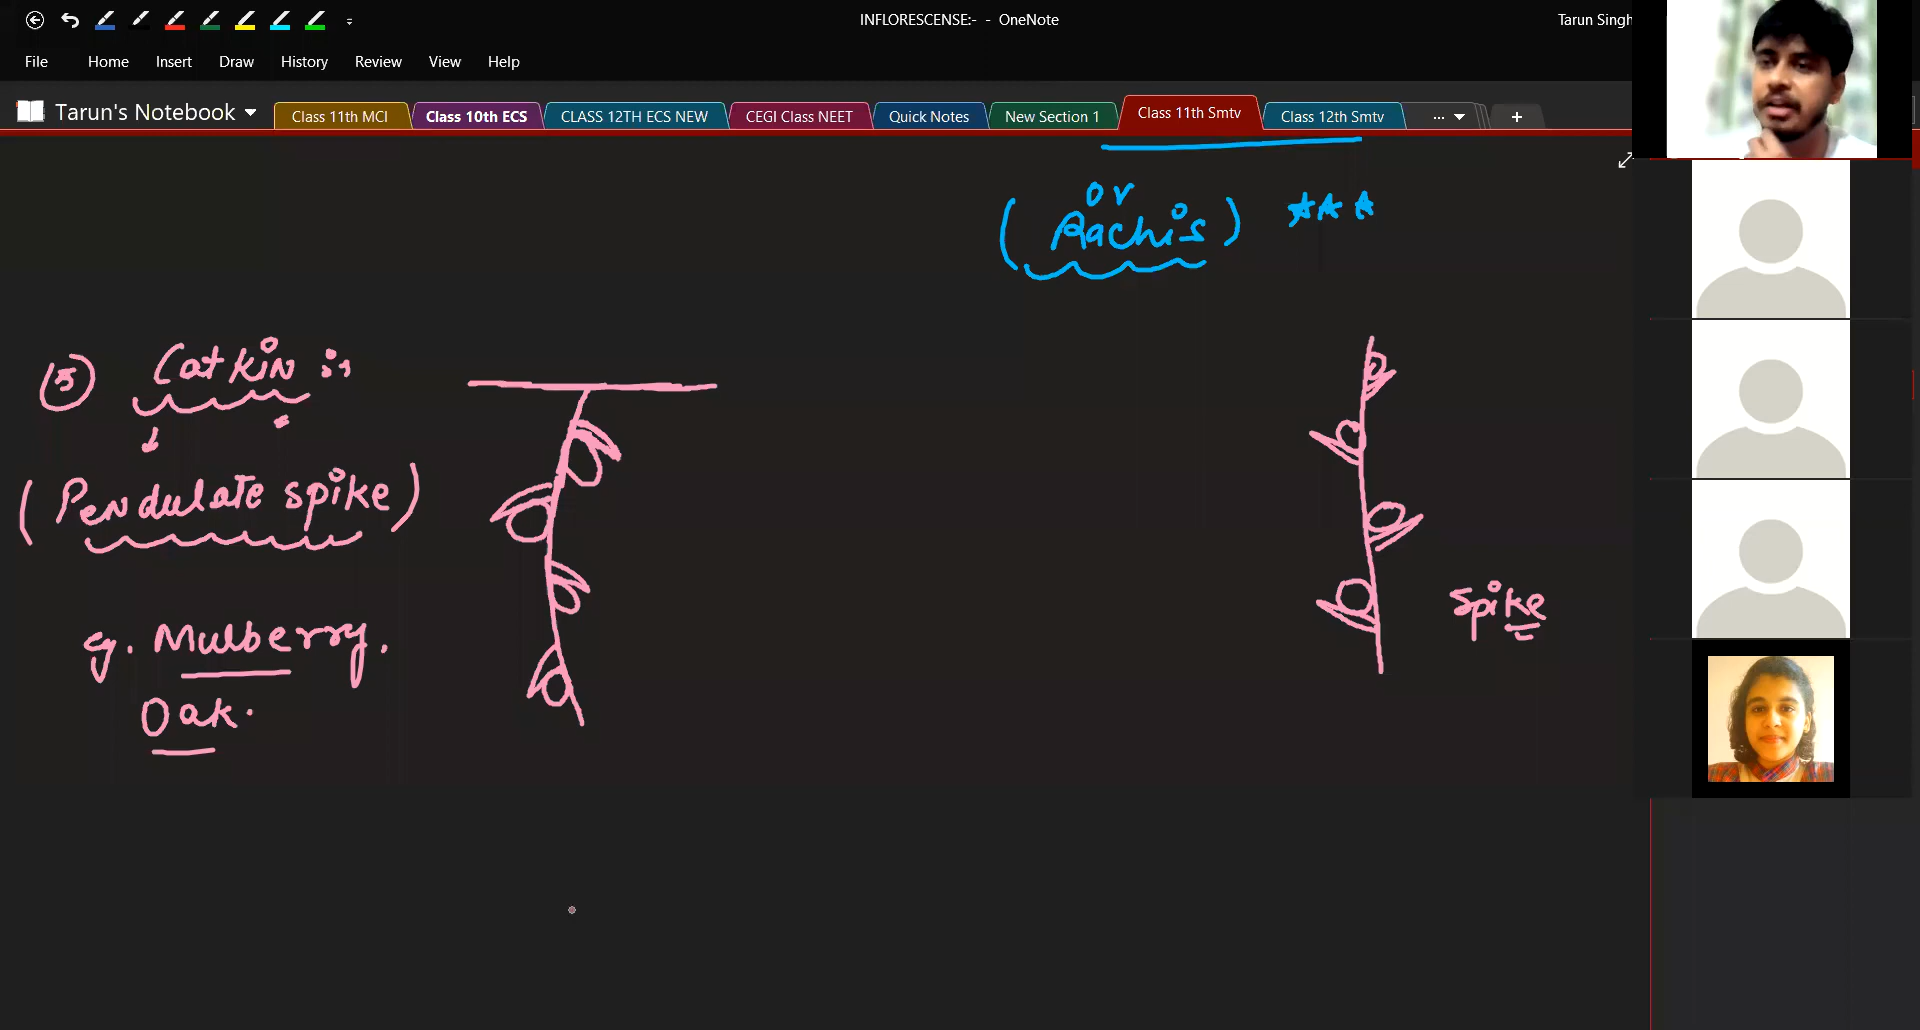 INFLORESCENSE:- - OneNote
Tarun Singh
File Home Insert Draw History Review View Help
Tarun's Notebook
Class 11th MCI Class 10th ECS CLASS 12TH ECS NEW CEGI Class NEET Quick Notes New Section 1 Class 11th Smtv Class 12th Smtv ... +
or
(Rachis) ***
⑤ Catkin :-
(Pendulate spike)
eg. Mulberry.
Oak.
Spike